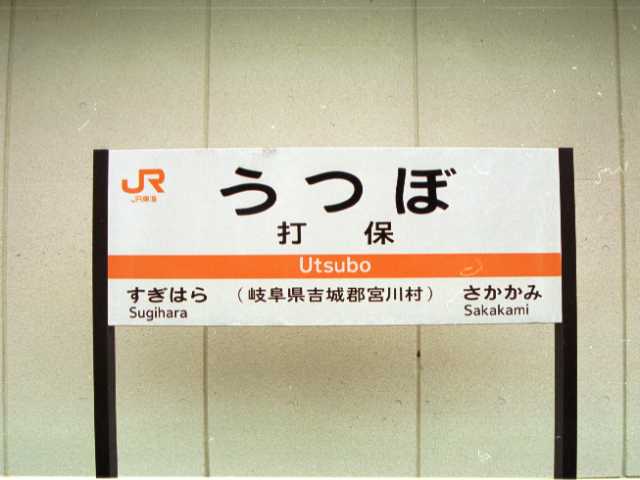 JR
JR東海
うつぼ
打保
Utsubo
すぎはら (岐阜県吉城郡宮川村) さかかみ
Sugihara Sakakami